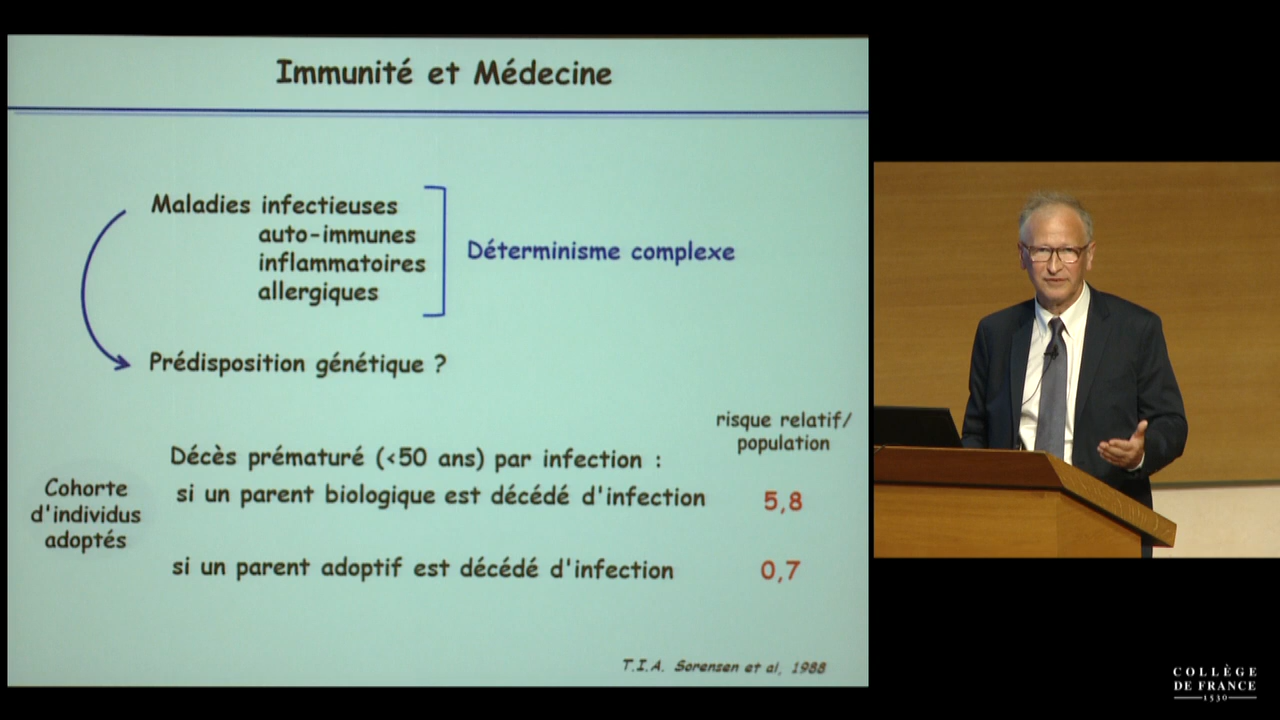 Immunité et Médecine
Maladies infectieuses
auto-immunes
inflammatoires
allergiques
Déterminisme complexe
Prédisposition génétique ?
risque relatif/
population
Décès prématuré (<50 ans) par infection :
Cohorte
d'individus
adoptés
si un parent biologique est décédé d'infection 5,8
si un parent adoptif est décédé d'infection 0,7
T.I.A. Sorensen et al, 1988
COLLÈGE
DE FRANCE
1530